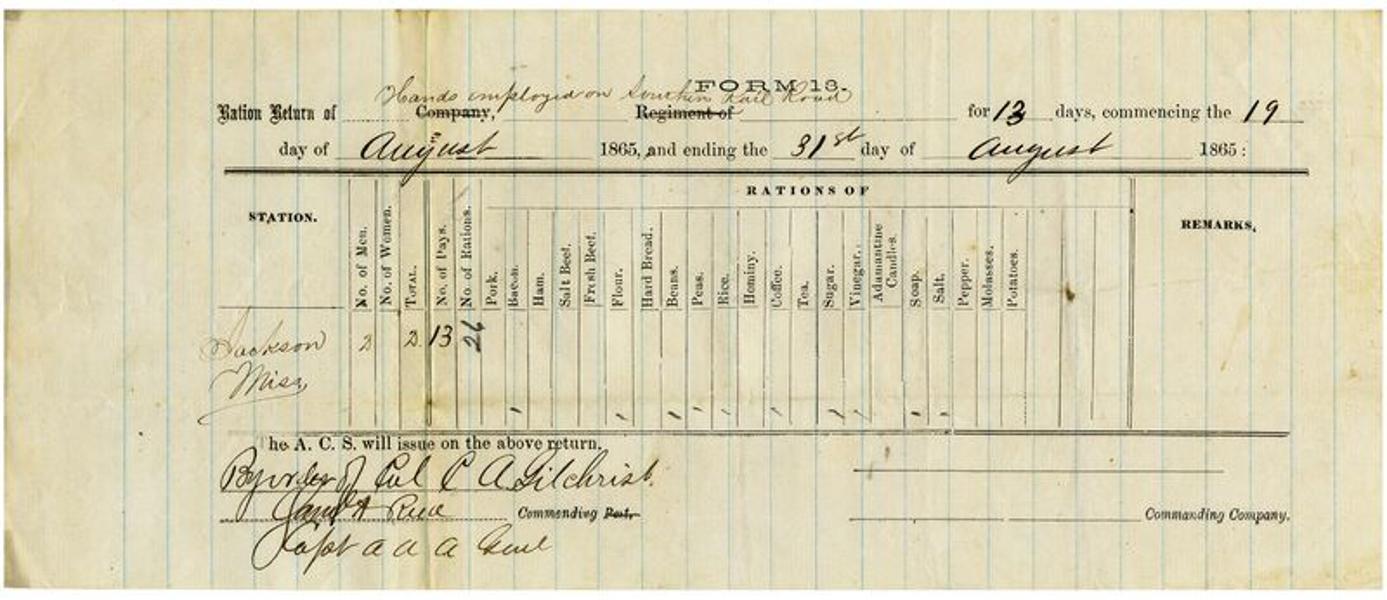 FORM 18.
Hands employed on Southern Rail Road
Ration Return of Company, Regiment of for 13 days, commencing the 19
day of August 1865, and ending the 31st day of August 1865:
RATIONS OF
STATION.
No. of Men.
No. of Women.
TOTAL.
No. of Days.
No. of Rations.
Pork.
Bacon.
Ham.
Salt Beef.
Fresh Beef.
Flour.
Hard Bread.
Beans.
Peas.
Rice.
Hominy.
Coffee.
Tea.
Sugar.
Vinegar.
Adamantine Candles.
Soap.
Salt.
Pepper.
Molasses.
Potatoes.
REMARKS,
Jackson 2 2 13 26
Miss,
The A. C. S. will issue on the above return.
By order of Col C A Gilchrist.
Commending Post,
Commanding Company.
Capt a a a Genl